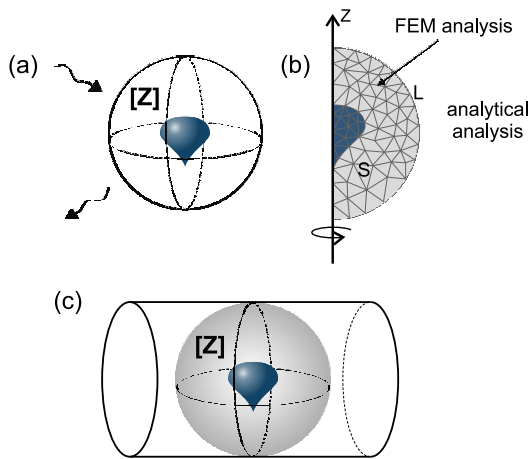 (a)
[Z]
(b)
Z
FEM analysis
L
analytical
analysis
S
(c)
[Z]